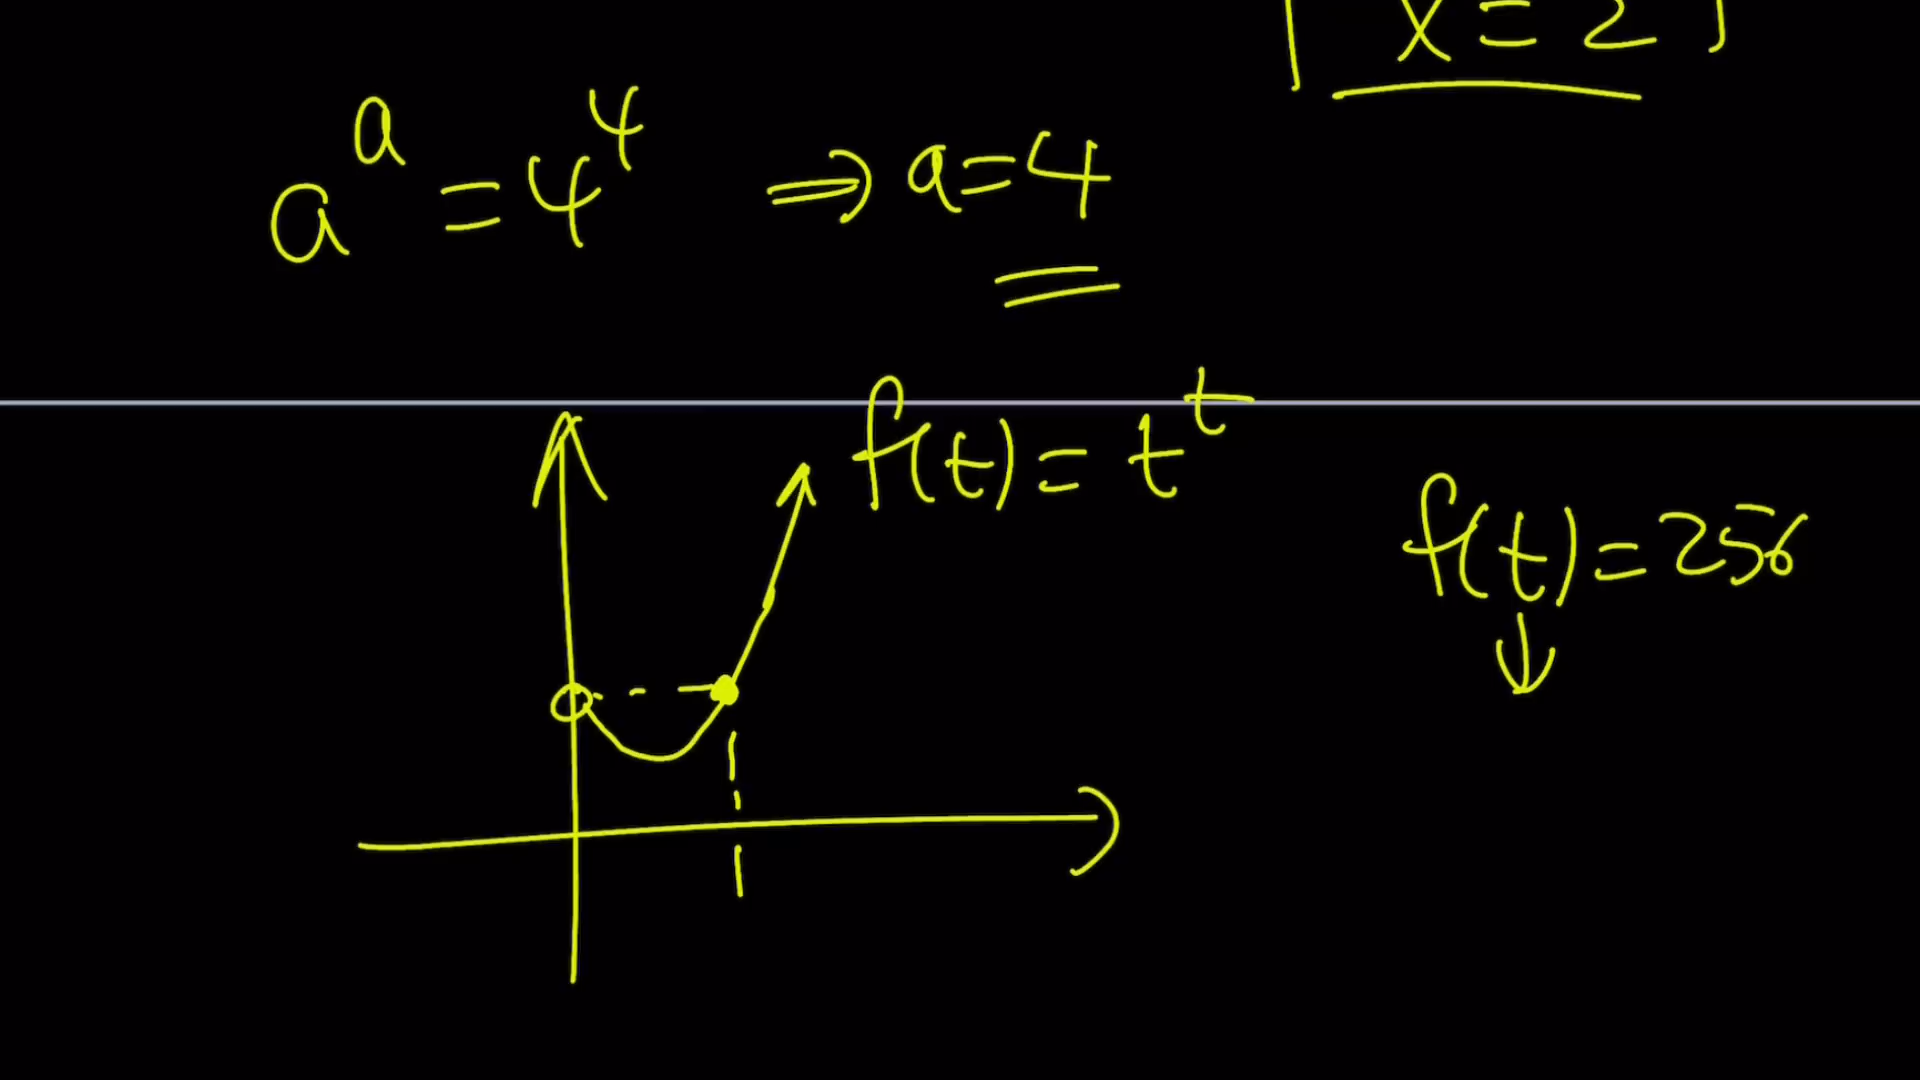 x = 2
a^a = 4^4 ⇒ a = 4
f(t) = t^t
f(t) = 256